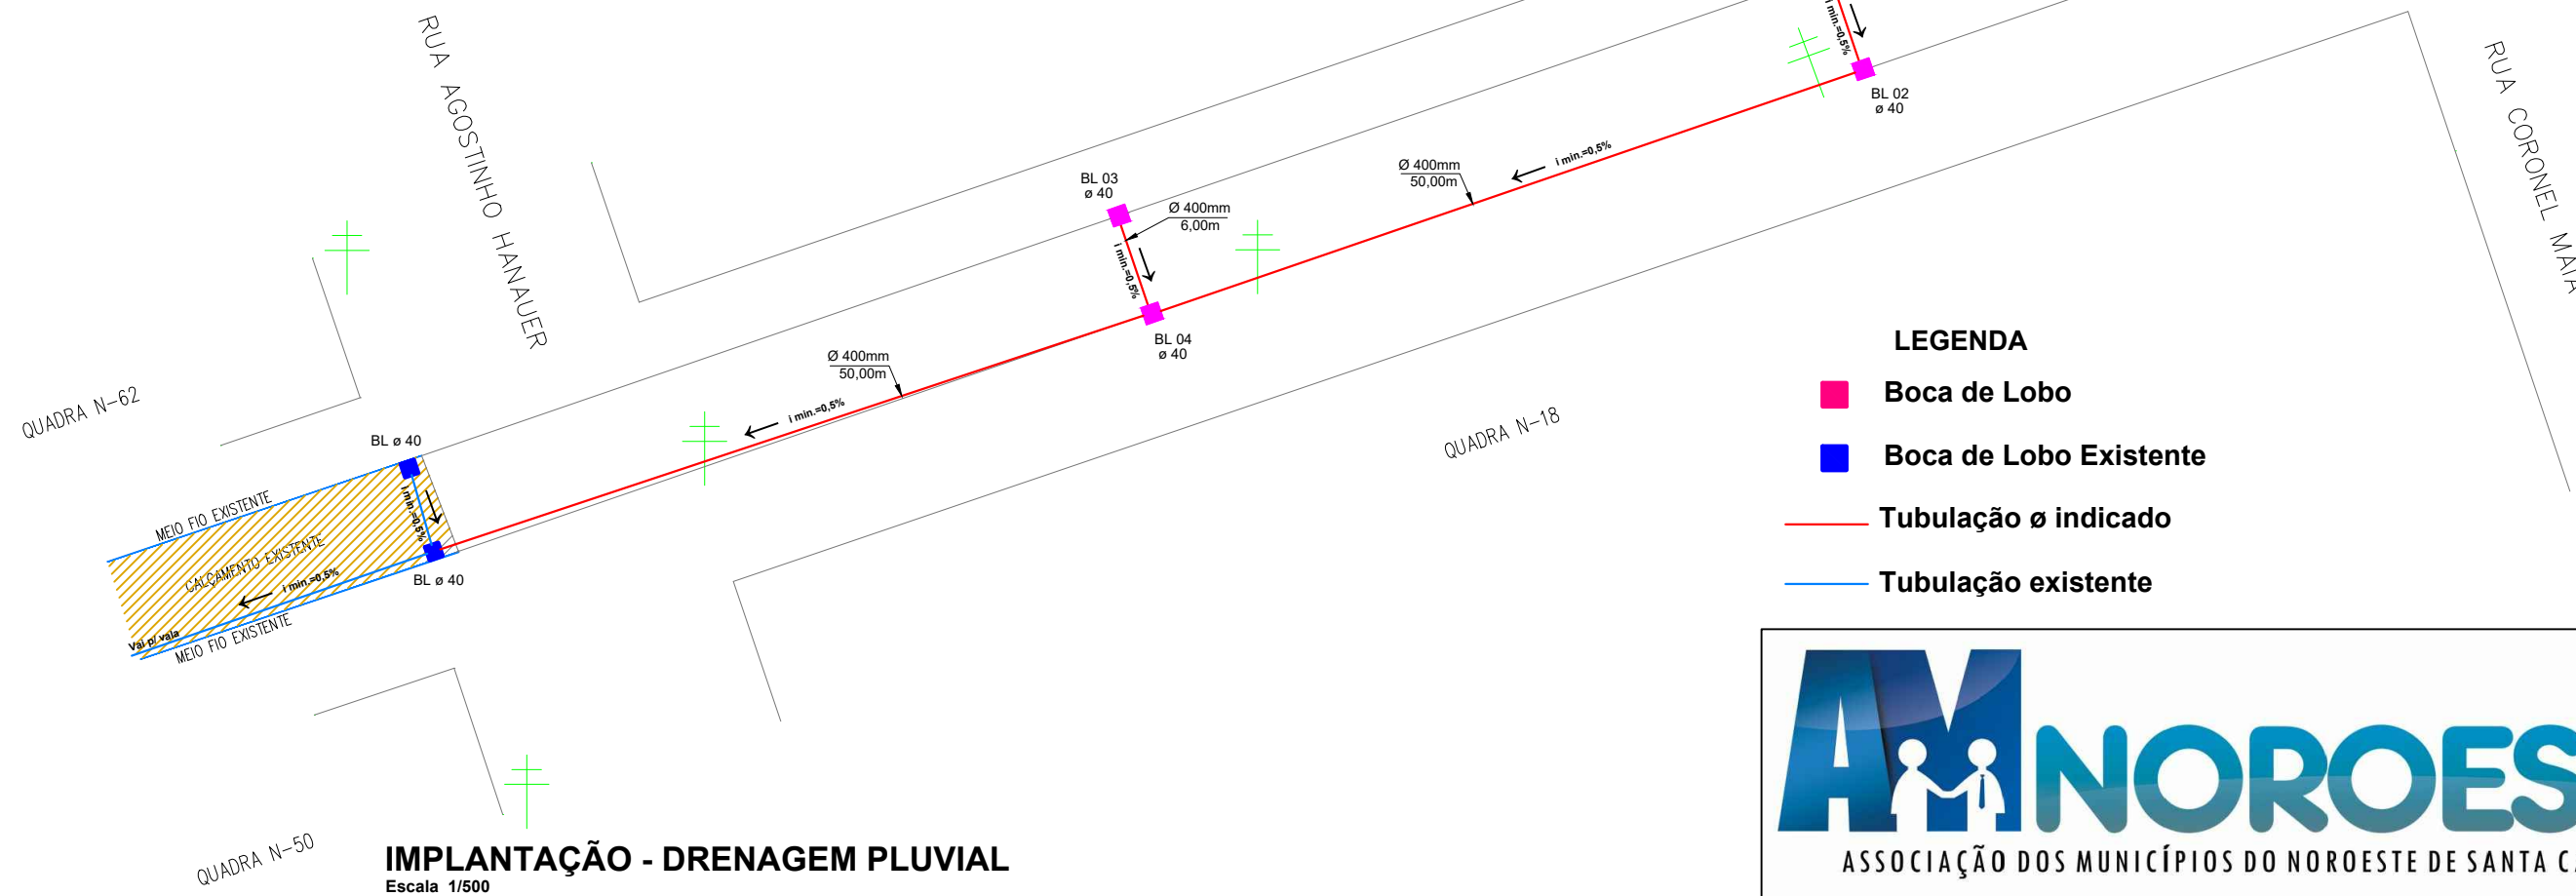 RUA AGOSTINHO HANAUER
i min.=0,5%
BL 02
ø 40
RUA CORONEL MAIA
BL 03
ø 40
Ø 400mm
6,00m
i min.=0,5%
Ø 400mm
50,00m
i min.=0,5%
BL 04
ø 40
Ø 400mm
50,00m
i min.=0,5%
QUADRA N-62
BL ø 40
MEIO FIO EXISTENTE
CALÇAMENTO EXISTENTE
i min.=0,5%
i min.=0,5%
BL ø 40
Vai p/ vala
MEIO FIO EXISTENTE
QUADRA N-18
QUADRA N-50
LEGENDA
Boca de Lobo
Boca de Lobo Existente
Tubulação ø indicado
Tubulação existente
IMPLANTAÇÃO - DRENAGEM PLUVIAL
Escala 1/500
AMNOROES
ASSOCIAÇÃO DOS MUNICÍPIOS DO NOROESTE DE SANTA C